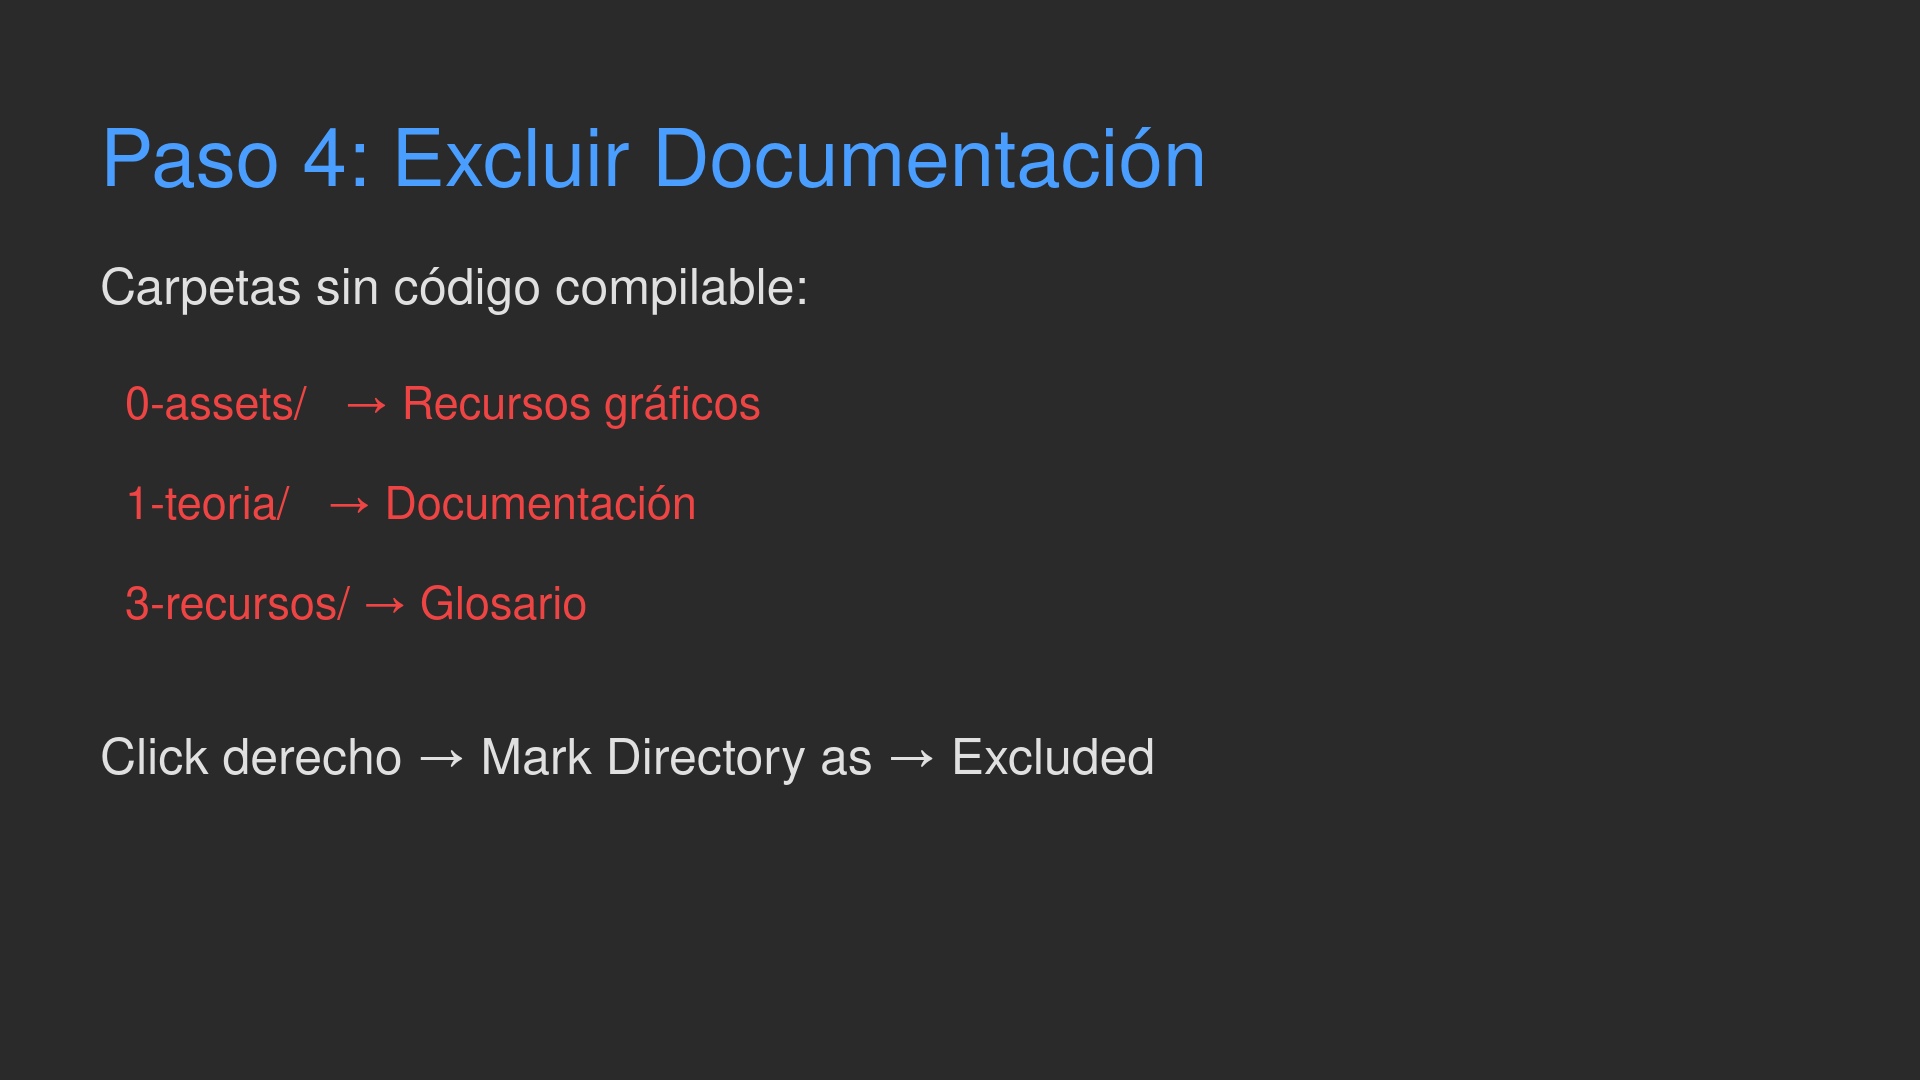 Paso 4: Excluir Documentación
Carpetas sin código compilable:
0-assets/ → Recursos gráficos
1-teoria/ → Documentación
3-recursos/ → Glosario
Click derecho → Mark Directory as → Excluded